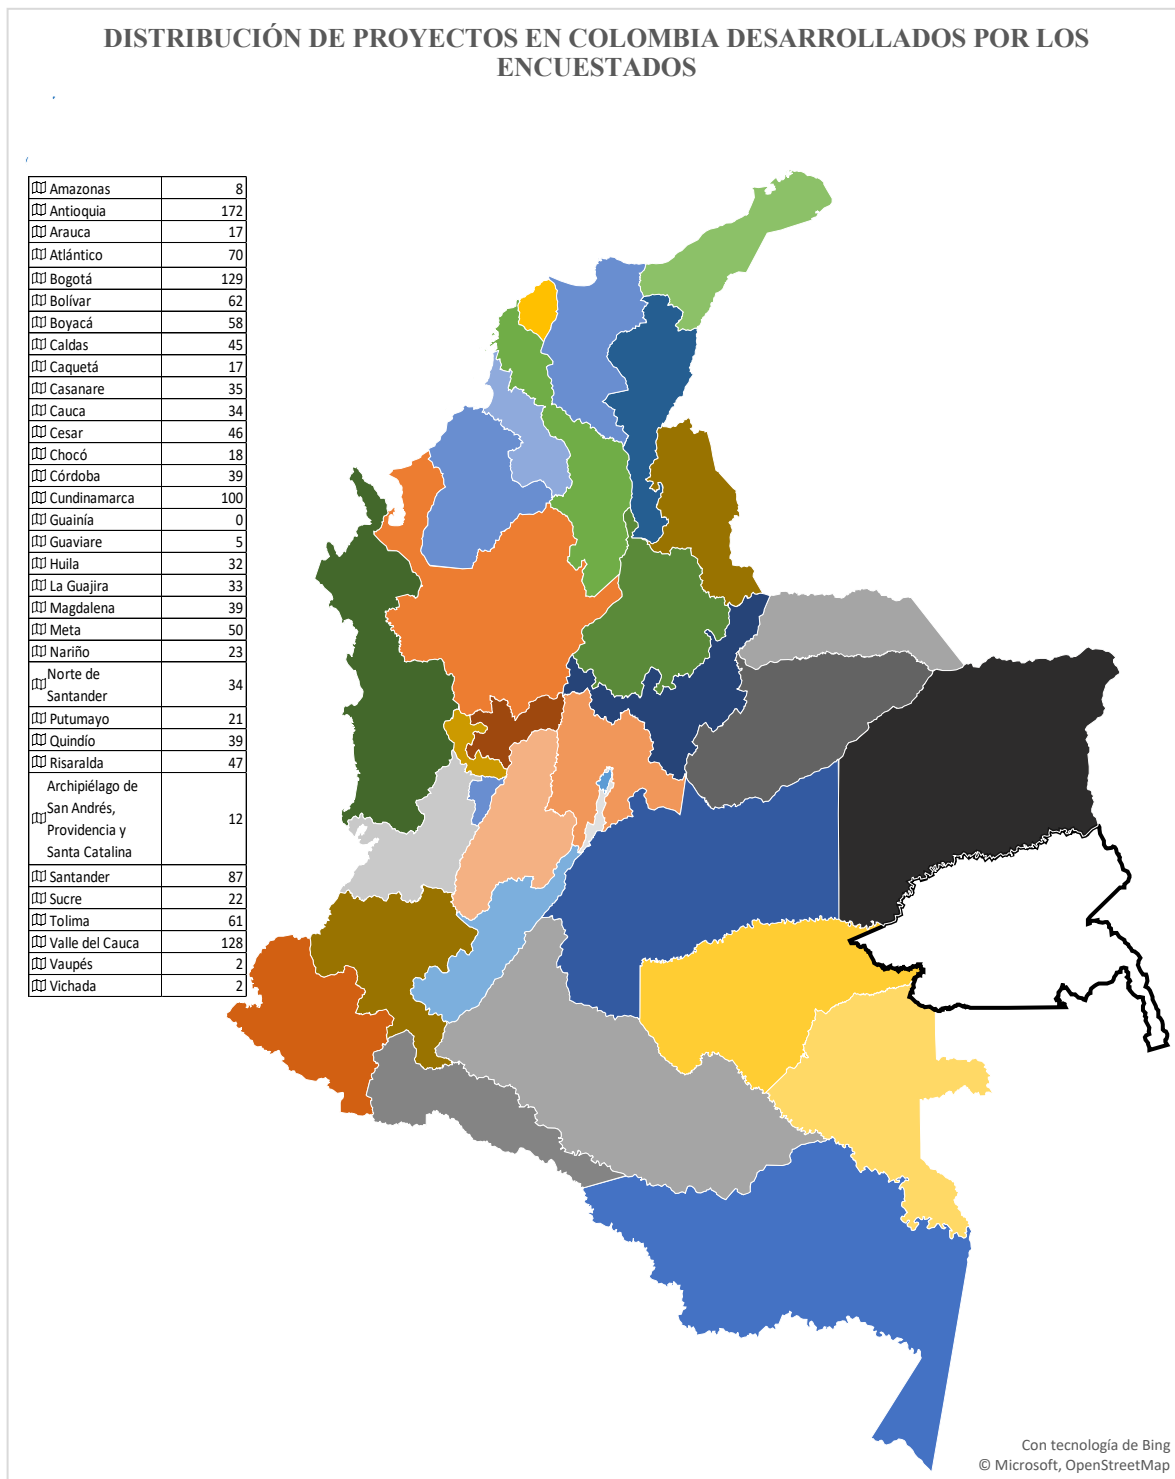 DISTRIBUCIÓN DE PROYECTOS EN COLOMBIA DESARROLLADOS POR LOS
ENCUESTADOS
Amazonas 8
Antioquia 172
Arauca 17
Atlántico 70
Bogotá 129
Bolívar 62
Boyacá 58
Caldas 45
Caquetá 17
Casanare 35
Cauca 34
Cesar 46
Chocó 18
Córdoba 39
Cundinamarca 100
Guainía 0
Guaviare 5
Huila 32
La Guajira 33
Magdalena 39
Meta 50
Nariño 23
Norte de
Santander 34
Putumayo 21
Quindío 39
Risaralda 47
Archipiélago de
San Andrés,
Providencia y 12
Santa Catalina
Santander 87
Sucre 22
Tolima 61
Valle del Cauca 128
Vaupés 2
Vichada 2
Con tecnología de Bing
© Microsoft, OpenStreetMap